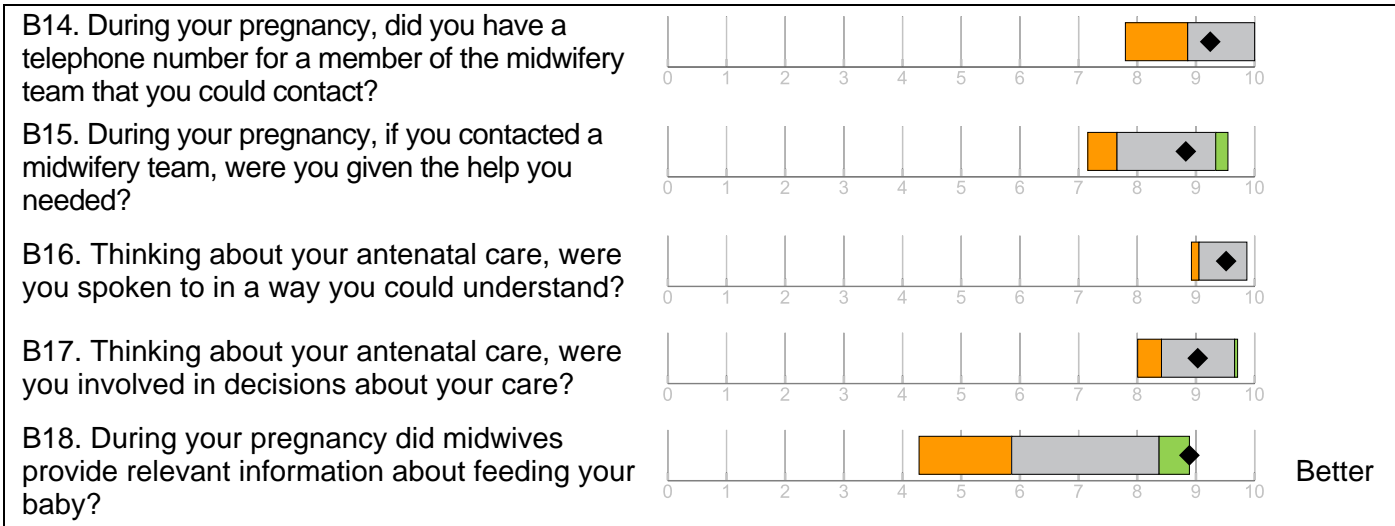 B14. During your pregnancy, did you have a
telephone number for a member of the midwifery
team that you could contact?
0 1 2 3 4 5 6 7 8 9 10
B15. During your pregnancy, if you contacted a
midwifery team, were you given the help you
needed?
0 1 2 3 4 5 6 7 8 9 10
B16. Thinking about your antenatal care, were
you spoken to in a way you could understand?
0 1 2 3 4 5 6 7 8 9 10
B17. Thinking about your antenatal care, were
you involved in decisions about your care?
0 1 2 3 4 5 6 7 8 9 10
B18. During your pregnancy did midwives
provide relevant information about feeding your
baby?
0 1 2 3 4 5 6 7 8 9 10
Better